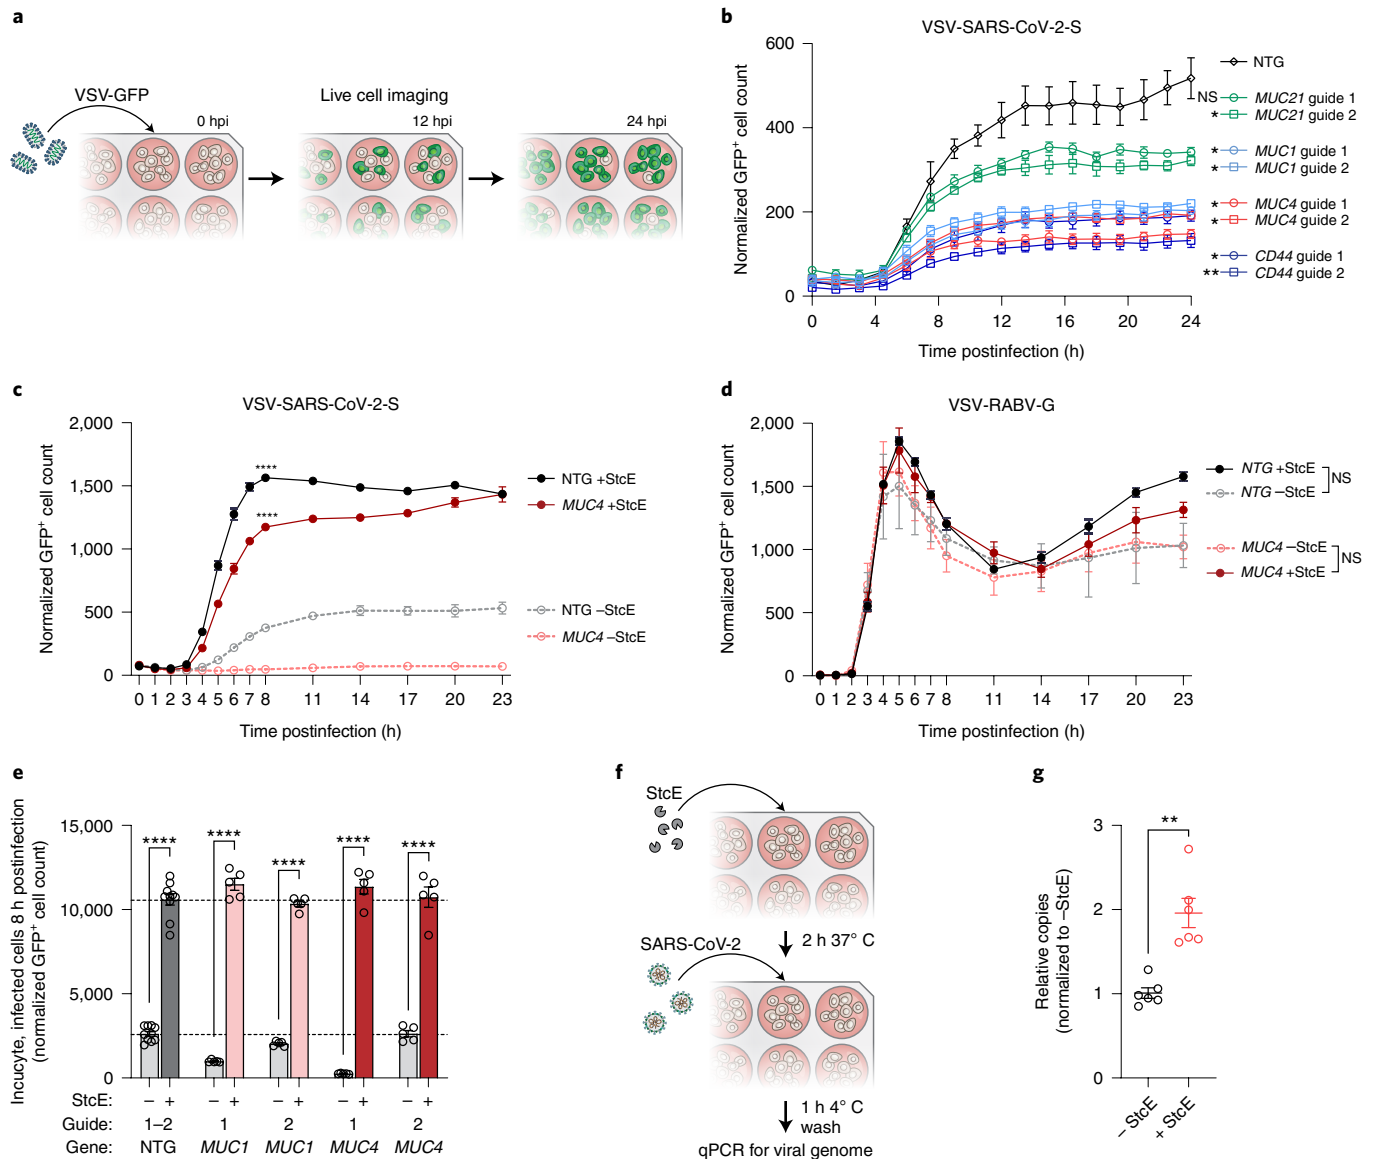 a
VSV-GFP
0 hpi
Live cell imaging
12 hpi
24 hpi
b
VSV-SARS-CoV-2-S
Normalized GFP+ cell count
600
400
200
0
0 4 8 12 16 20 24
Time postinfection (h)
NTG
NS MUC21 guide 1
* MUC21 guide 2
* MUC1 guide 1
* MUC1 guide 2
* MUC4 guide 1
* MUC4 guide 2
* CD44 guide 1
** CD44 guide 2
c
VSV-SARS-CoV-2-S
Normalized GFP+ cell count
2,000
1,500
1,000
500
0
0 1 2 3 4 5 6 7 8 11 14 17 20 23
Time postinfection (h)
****
****
NTG +StcE
MUC4 +StcE
NTG –StcE
MUC4 –StcE
d
VSV-RABV-G
Normalized GFP+ cell count
2,000
1,500
1,000
500
0
0 1 2 3 4 5 6 7 8 11 14 17 20 23
Time postinfection (h)
NTG +StcE
NTG –StcE
NS
MUC4 –StcE
MUC4 +StcE
NS
e
Incucyte, infected cells 8 h postinfection
(normalized GFP+ cell count)
15,000
10,000
5,000
0
**** **** **** **** ****
StcE: – + – + – + – + – +
Guide: 1–2 1 2 1 2
Gene: NTG MUC1 MUC1 MUC4 MUC4
f
StcE
2 h 37° C
SARS-CoV-2
1 h 4° C
wash
qPCR for viral genome
g
Relative copies
(normalized to –StcE)
3
2
1
0
**
– StcE
+ StcE